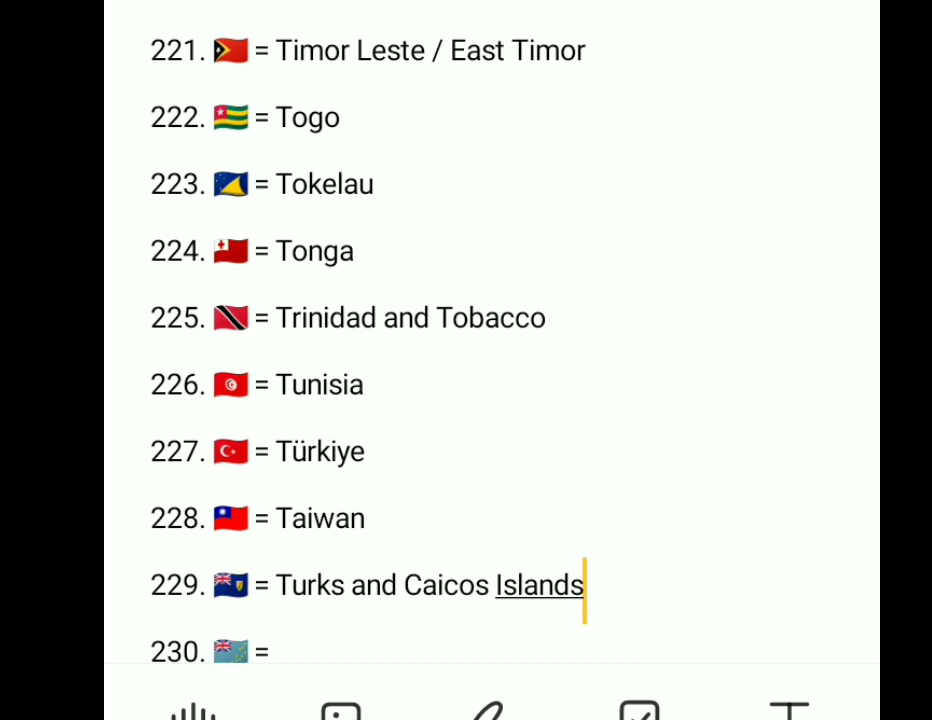 221. 🇹🇱 = Timor Leste / East Timor
222. 🇹🇬 = Togo
223. 🇹🇰 = Tokelau
224. 🇹🇴 = Tonga
225. 🇹🇹 = Trinidad and Tobacco
226. 🇹🇳 = Tunisia
227. 🇹🇷 = Türkiye
228. 🇹🇼 = Taiwan
229. 🇹🇨 = Turks and Caicos Islands
230. 🇹🇻 =